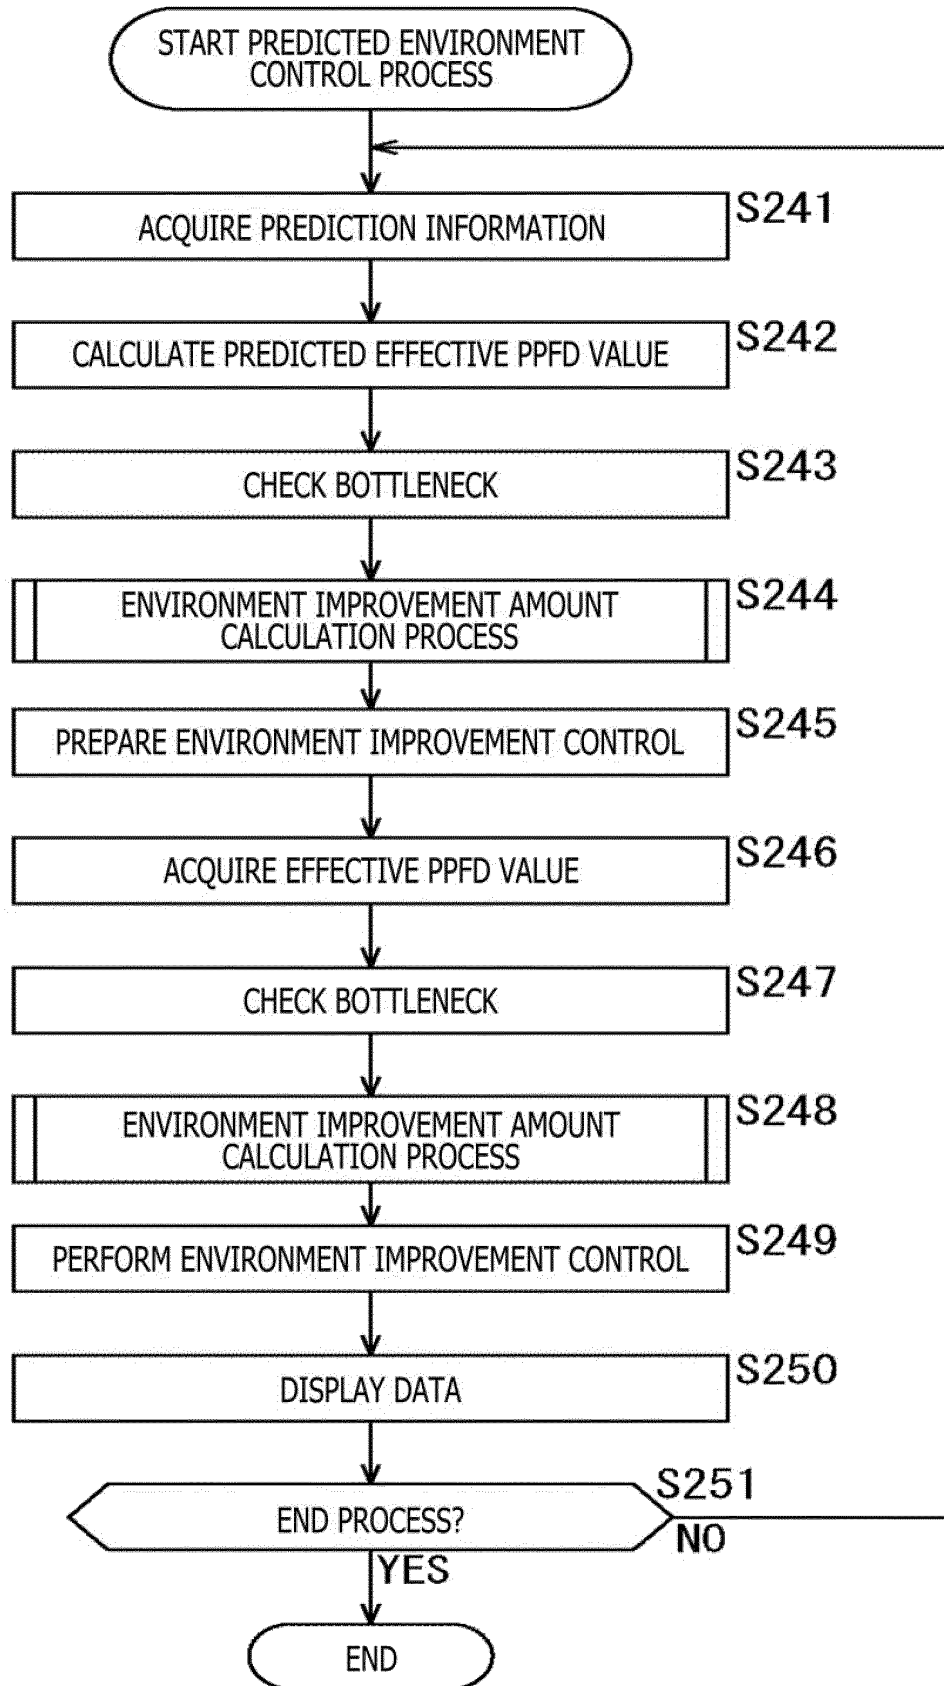 START PREDICTED ENVIRONMENT
CONTROL PROCESS
S241
ACQUIRE PREDICTION INFORMATION
S242
CALCULATE PREDICTED EFFECTIVE PPFD VALUE
S243
CHECK BOTTLENECK
S244
ENVIRONMENT IMPROVEMENT AMOUNT
CALCULATION PROCESS
S245
PREPARE ENVIRONMENT IMPROVEMENT CONTROL
S246
ACQUIRE EFFECTIVE PPFD VALUE
S247
CHECK BOTTLENECK
S248
ENVIRONMENT IMPROVEMENT AMOUNT
CALCULATION PROCESS
S249
PERFORM ENVIRONMENT IMPROVEMENT CONTROL
S250
DISPLAY DATA
S251
END PROCESS?
NO
YES
END